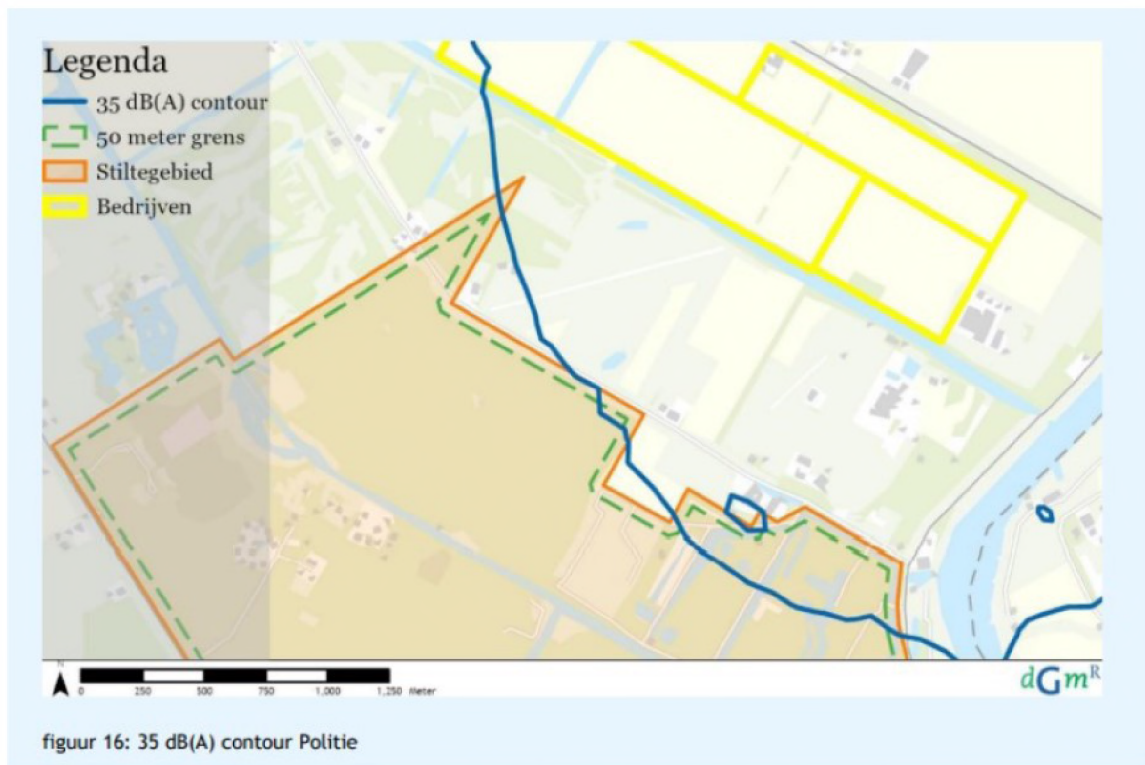 Legenda
35 dB(A) contour
50 meter grens
Stiltegebied
Bedrijven
N
0 250 500 750 1,000 1,250 Meter
dGmR
figuur 16: 35 dB(A) contour Politie